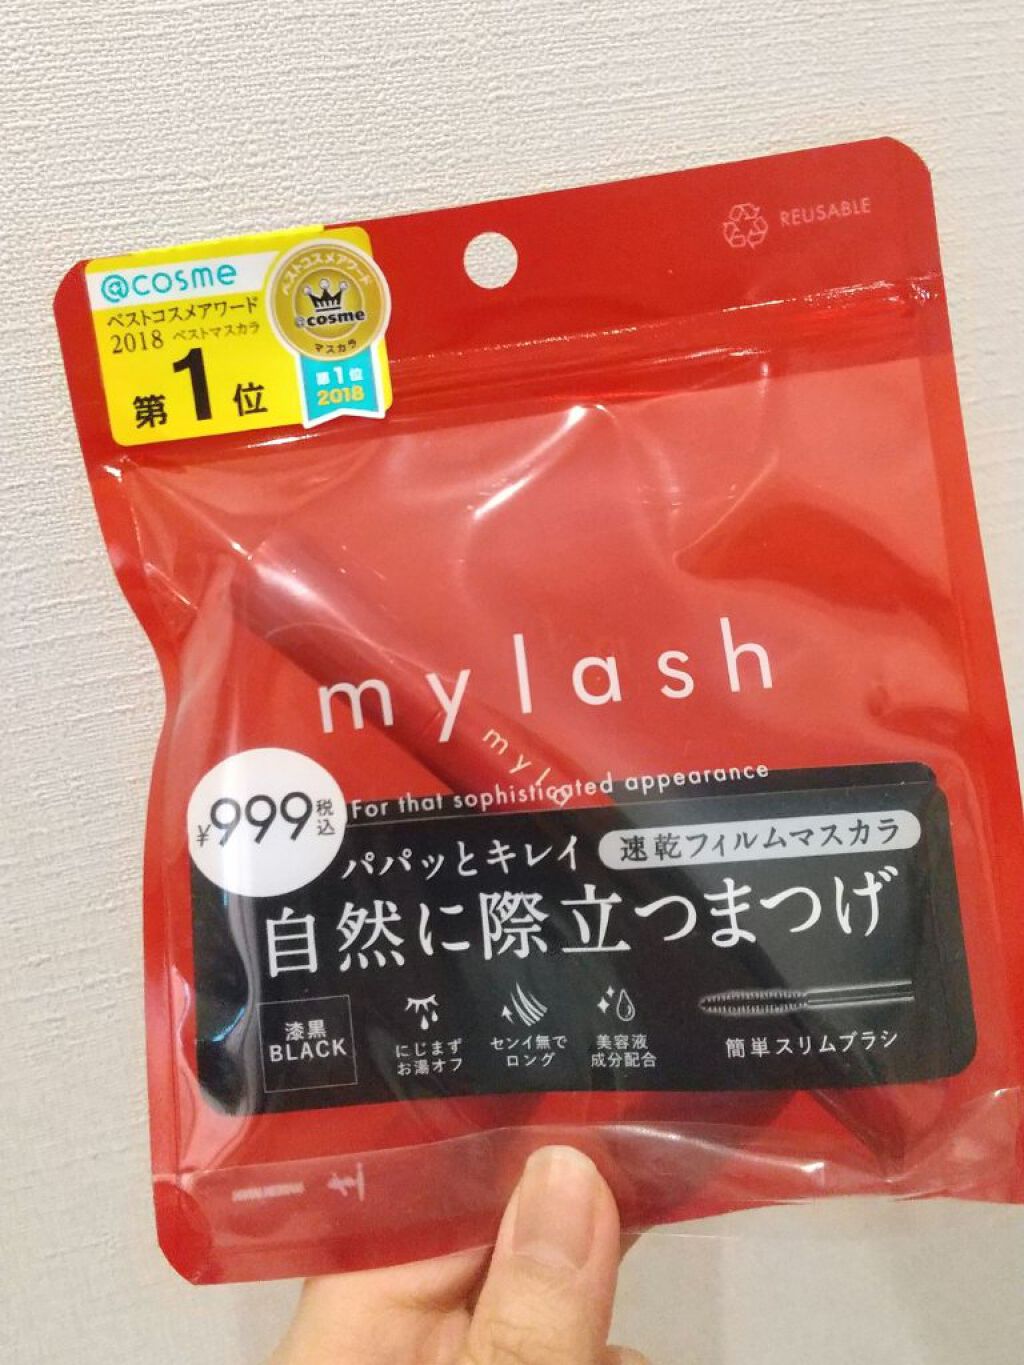 REUSABLE
@cosme
ベストコスメアワード
2018 ベストマスカラ
第1位
ベストコスメアワード
@cosme
マスカラ
第1位
2018
mylash
myla
For that sophisticated appearance
¥999税込
パパッとキレイ 速乾フィルムマスカラ
自然に際立つまつげ
漆黒
BLACK
にじまず
お湯オフ
センイ無で
ロング
美容液
成分配合
簡単スリムブラシ